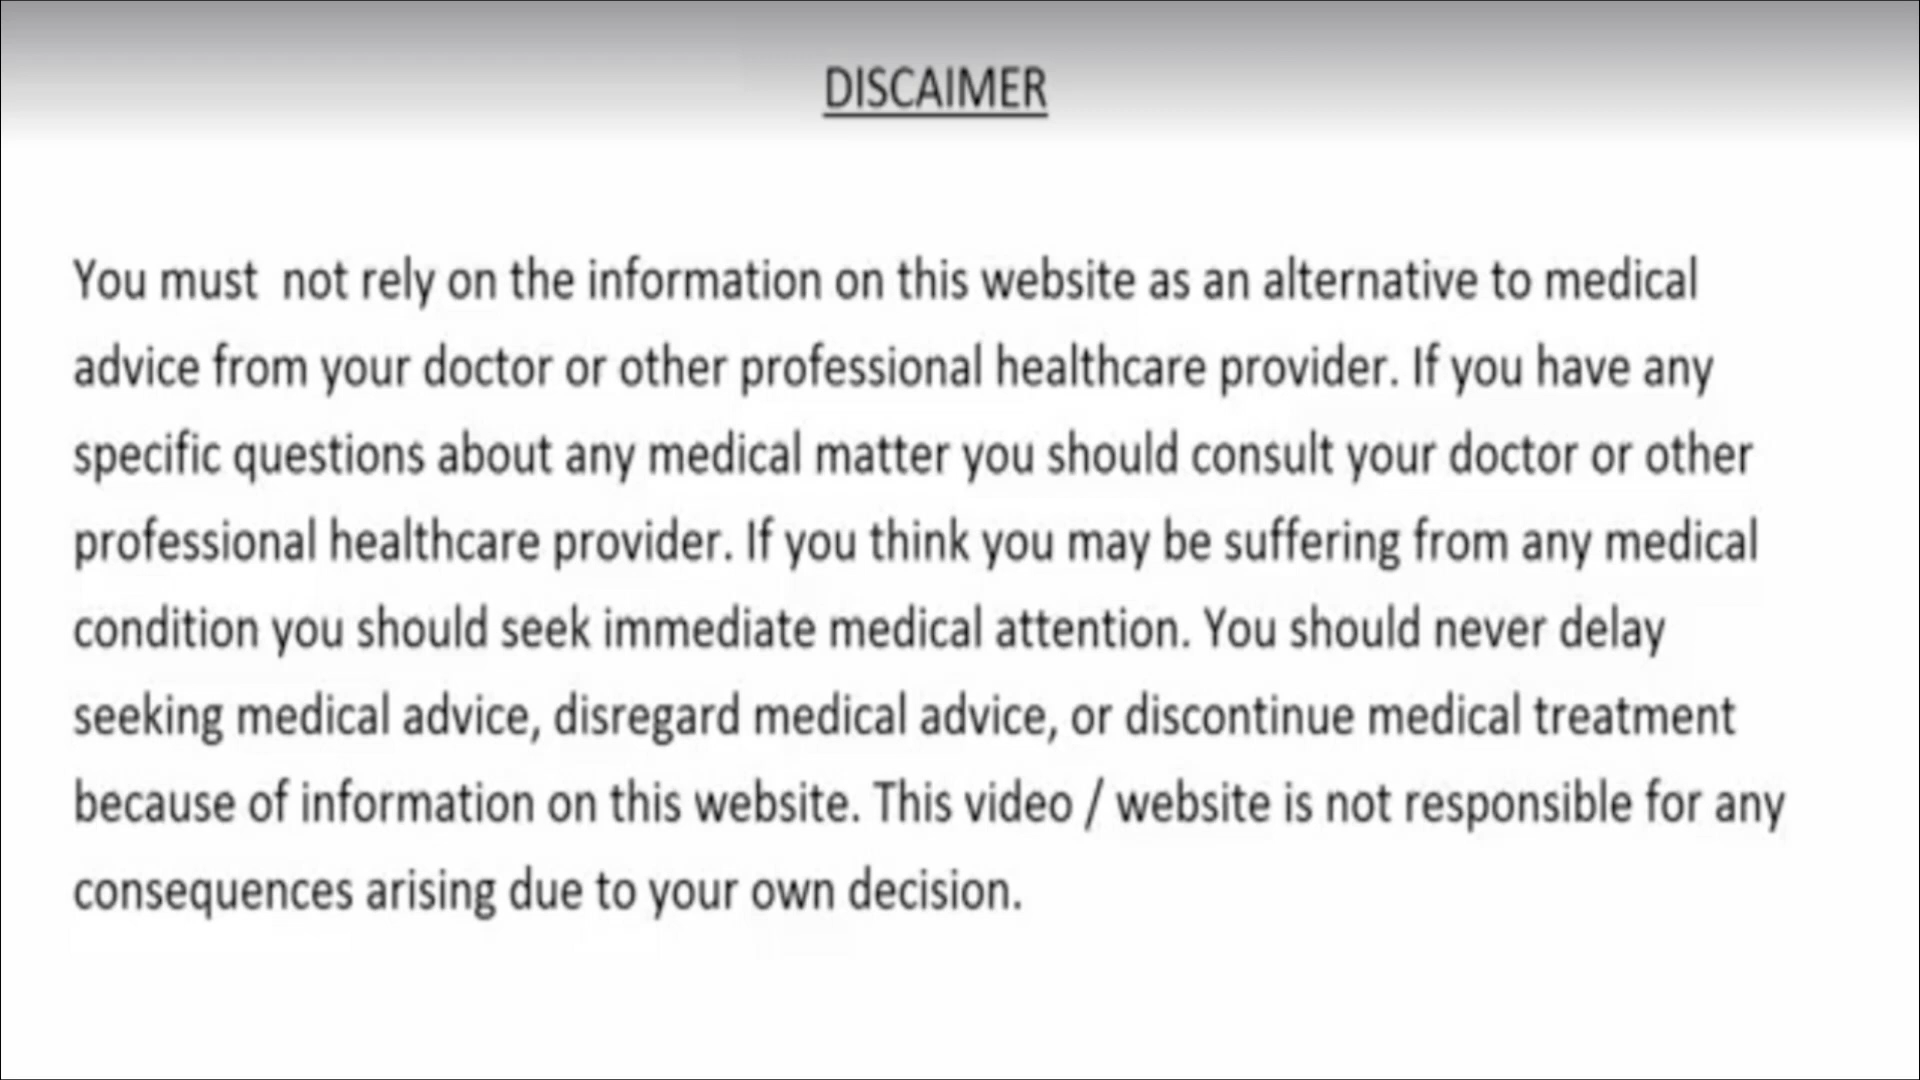 DISCAIMER
You must  not rely on the information on this website as an alternative to medical
advice from your doctor or other professional healthcare provider. If you have any
specific questions about any medical matter you should consult your doctor or other
professional healthcare provider. If you think you may be suffering from any medical
condition you should seek immediate medical attention. You should never delay
seeking medical advice, disregard medical advice, or discontinue medical treatment
because of information on this website. This video / website is not responsible for any
consequences arising due to your own decision.